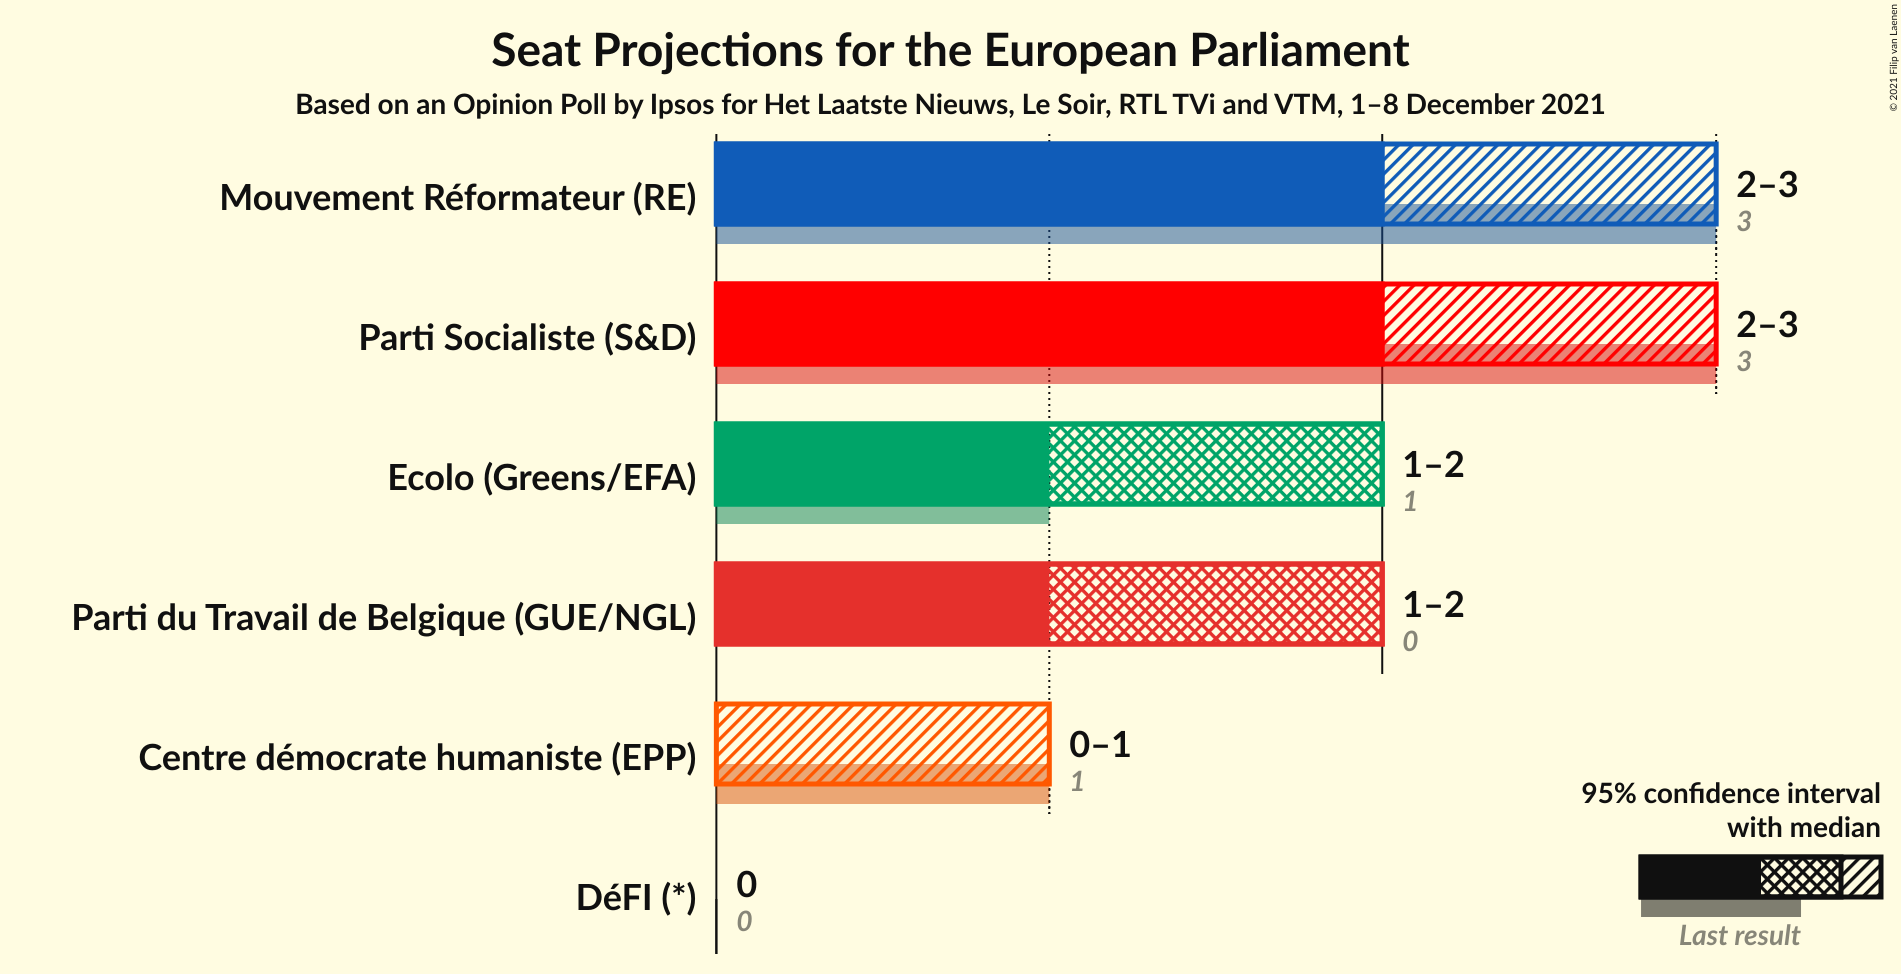 Seat Projections for the European Parliament
Based on an Opinion Poll by Ipsos for Het Laatste Nieuws, Le Soir, RTL TVi and VTM, 1–8 December 2021
© 2021 Filip van Laenen
Mouvement Réformateur (RE)
2–3
3
Parti Socialiste (S&D)
2–3
3
Ecolo (Greens/EFA)
1–2
1
Parti du Travail de Belgique (GUE/NGL)
1–2
0
Centre démocrate humaniste (EPP)
0–1
1
DéFI (*)
0
0
95% confidence interval
with median
Last result